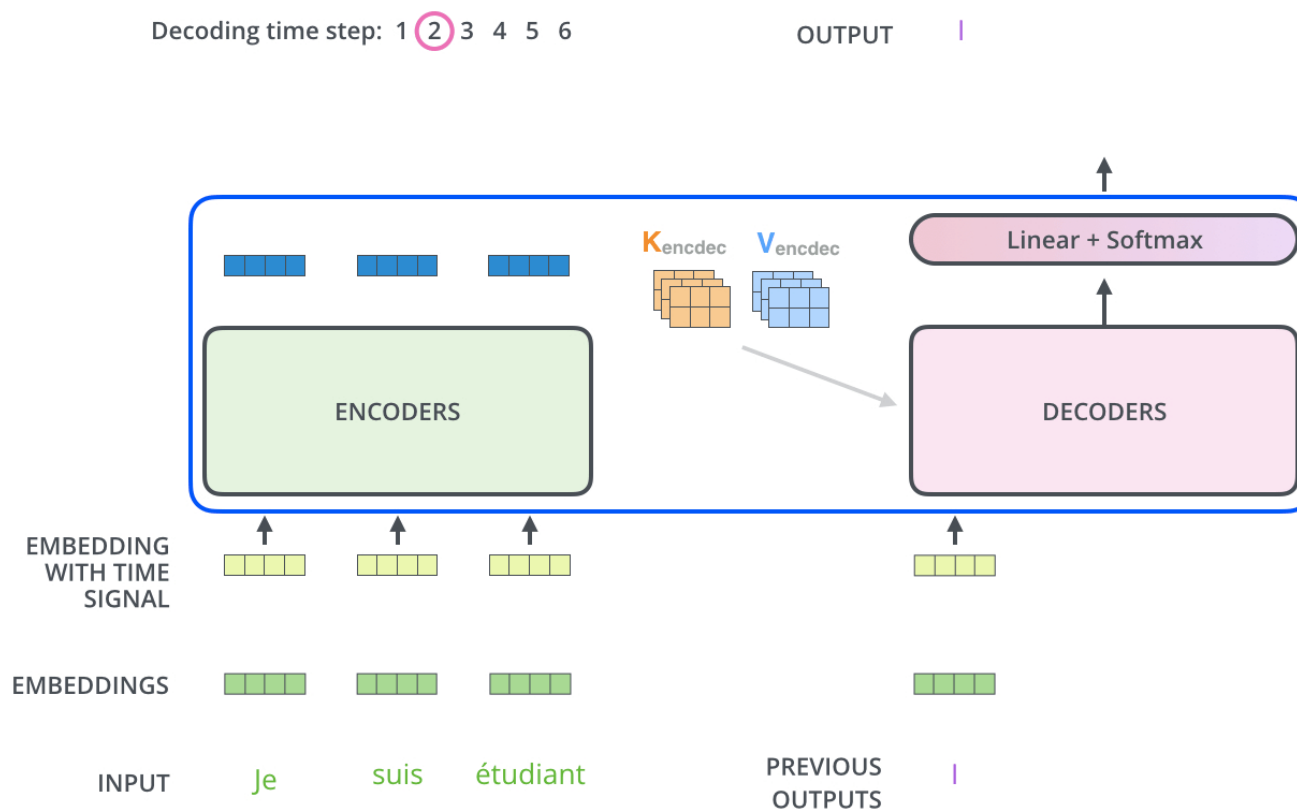 Decoding time step: 1 2 3 4 5 6
OUTPUT I
Kencdec Vencdec
Linear + Softmax
ENCODERS
DECODERS
EMBEDDING
WITH TIME
SIGNAL
EMBEDDINGS
INPUT Je suis étudiant
PREVIOUS
OUTPUTS
I